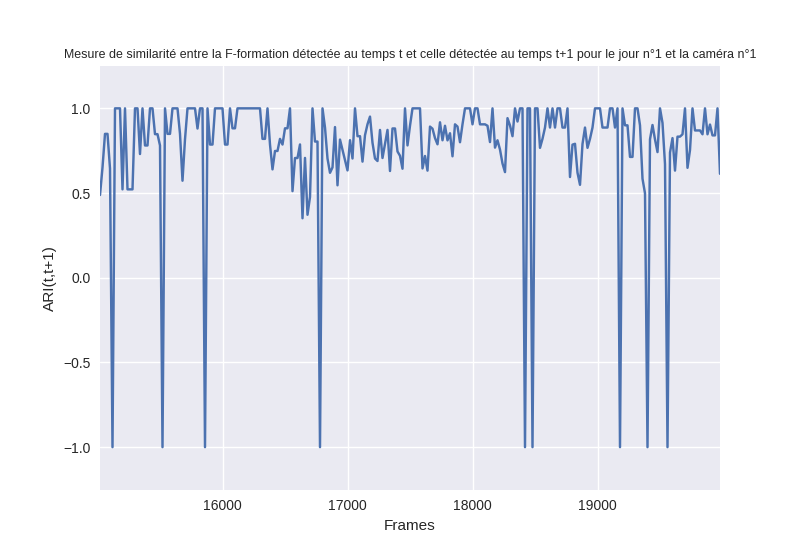 Mesure de similarité entre la F-formation détectée au temps t et celle détectée au temps t+1 pour le jour n°1 et la caméra n°1
1.0
0.5
0.0
−0.5
−1.0
ARI(t,t+1)
16000 17000 18000 19000
Frames